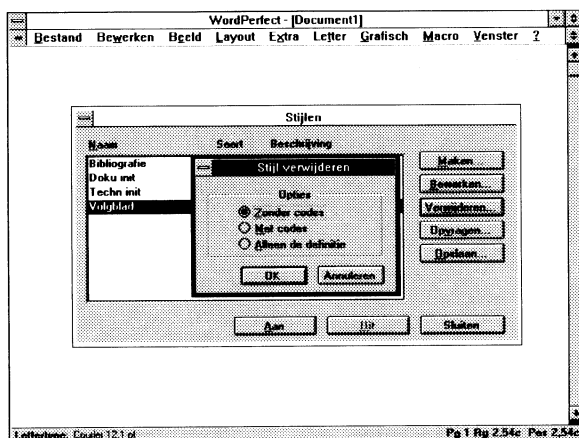 WordPerfect - [Document1]
Bestand Bewerken Beeld Layout Extra Letter Grafisch Macro Venster ?
Stijlen
Naam Soort Beschrijving
Bibliografie
Doku init
Techn init
Volgblad
Stijl verwijderen
Opties
Zonder codes
Met codes
Alleen de definitie
OK Annuleren
Maken...
Bewerken...
Verwijderen...
Opvragen...
Opslaan...
Aan Uit Sluiten
Lettertype: Courier 12.1 pt Pg 1 Rg 2.54c Pos 2.54c